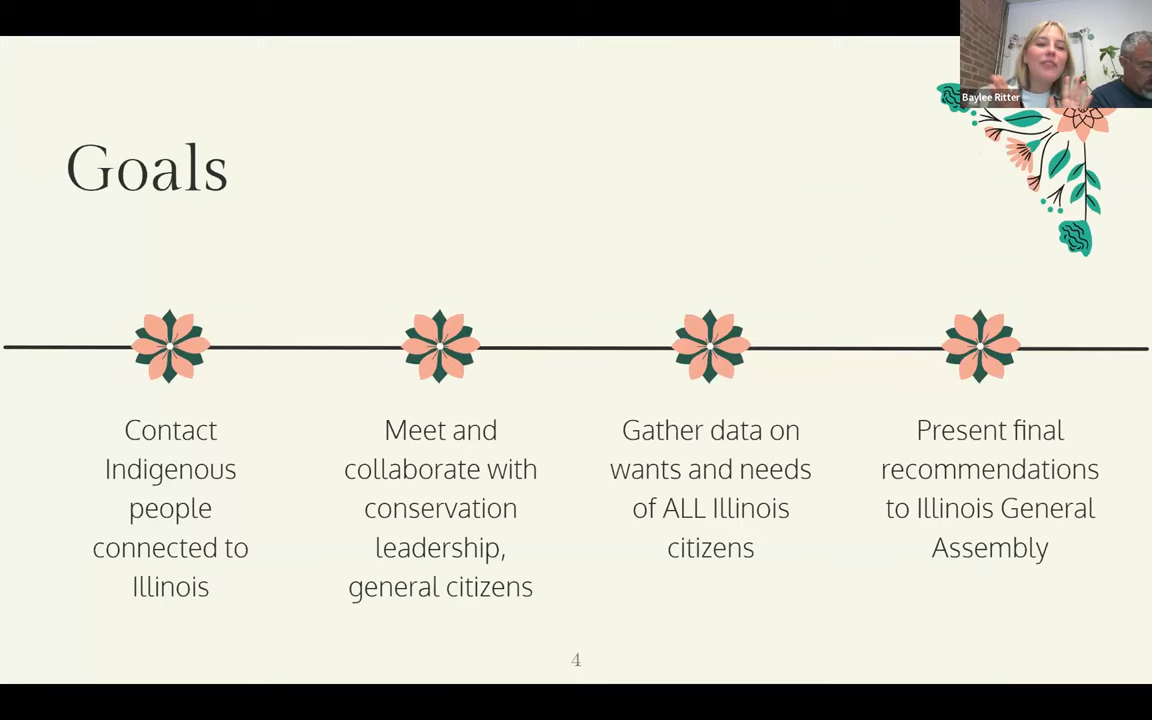 Baylee Ritter
Goals
Contact
Indigenous
people
connected to
Illinois
Meet and
collaborate with
conservation
leadership,
general citizens
Gather data on
wants and needs
of ALL Illinois
citizens
Present final
recommendations
to Illinois General
Assembly
4